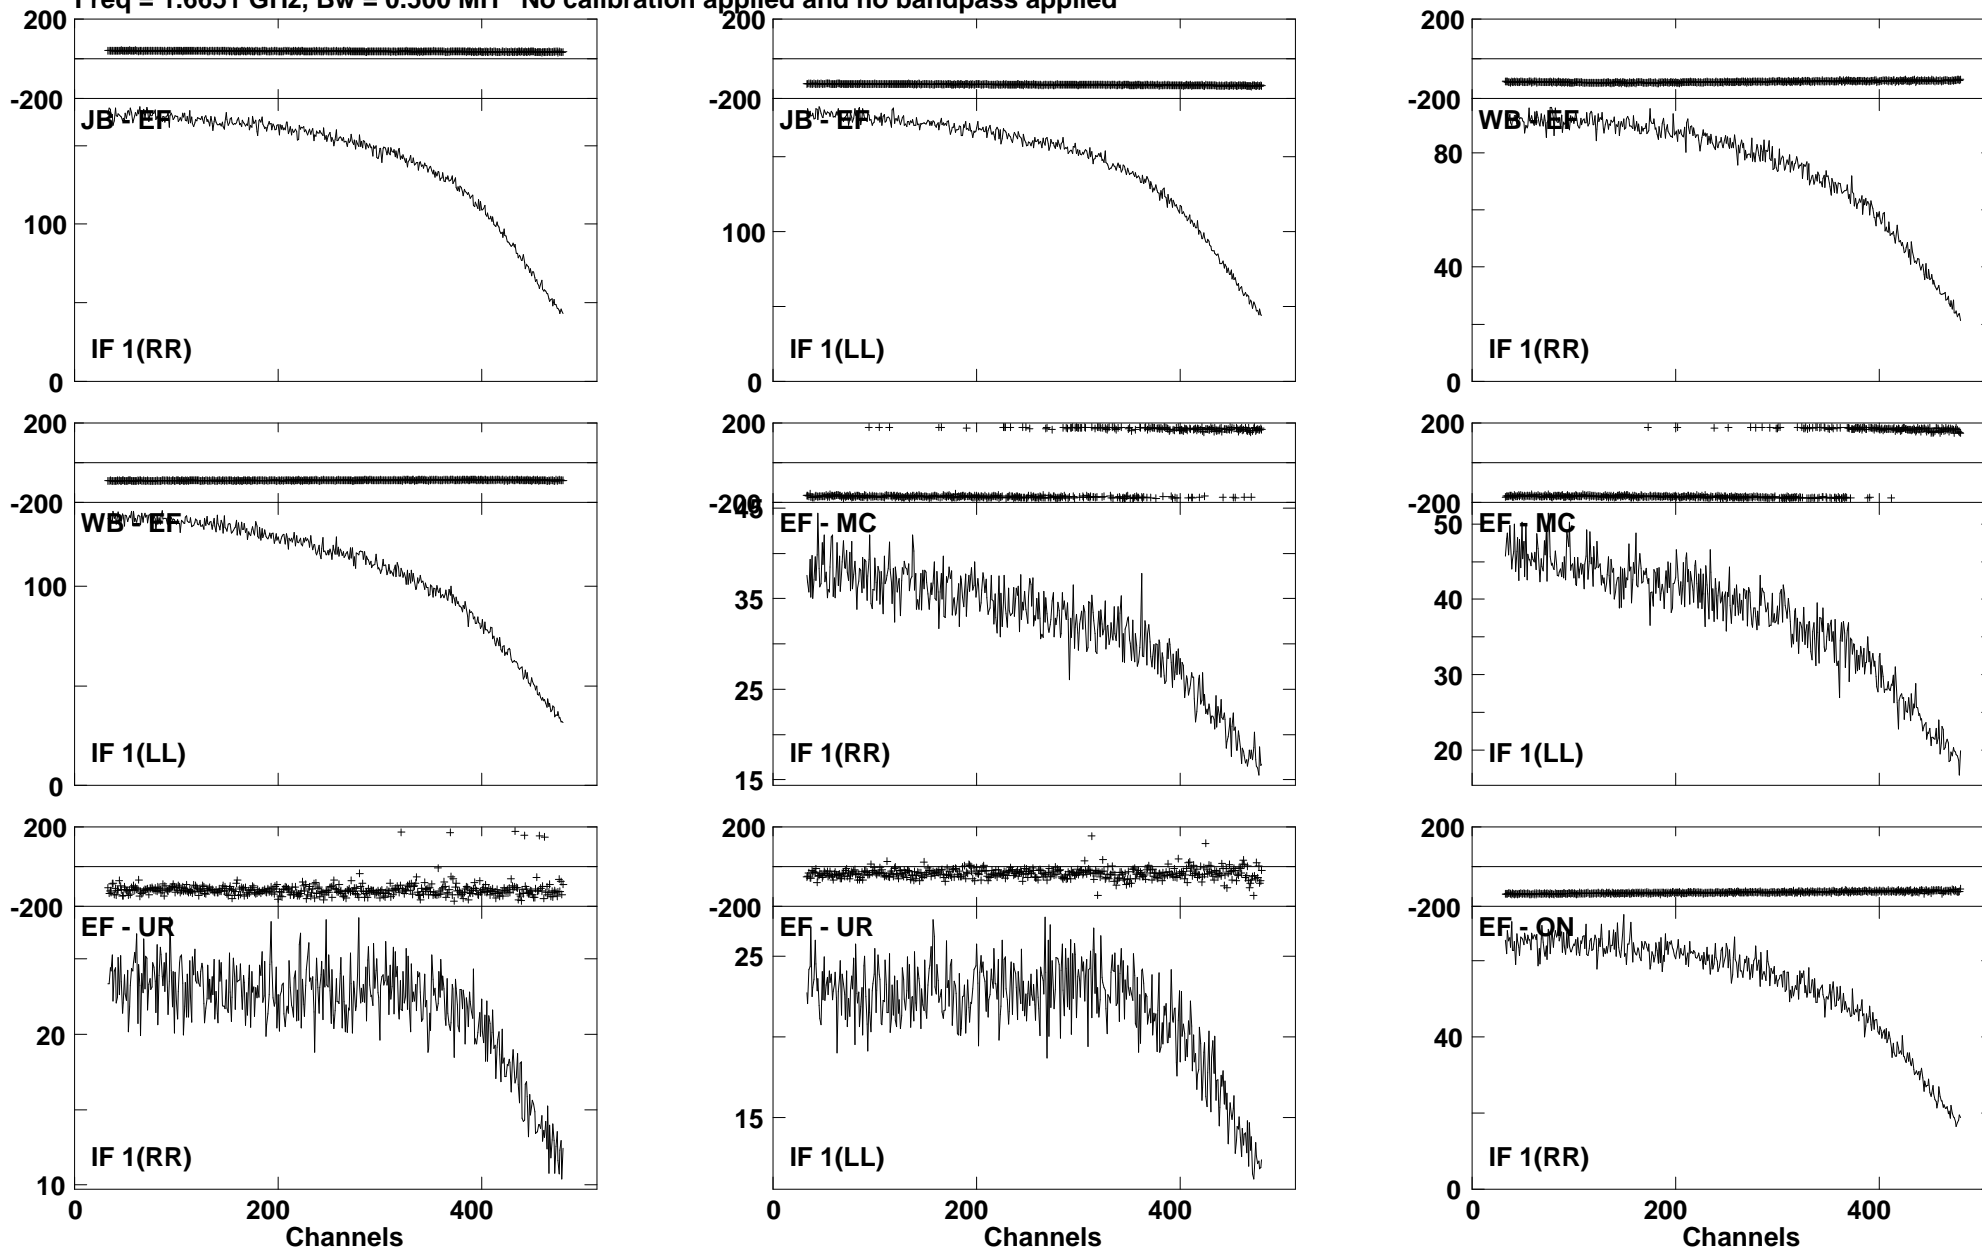 Freq = 1.6651 GHz, Bw = 0.500 MH No calibration applied and no bandpass applied
200 200 200
-200 -200 -200
JB - EF JB - EF WB - EF
80
100 100
40
IF 1(RR) IF 1(LL) IF 1(RR)
0 0 0
200 200 200
-200 -200 -200
45
WB - EF EF - MC EF - MC
50
100 35 40
25 30
IF 1(LL) IF 1(RR) 20 IF 1(LL)
0 15
200 200 200
-200 -200 -200
EF - UR EF - UR EF - ON
25
20 40
15
IF 1(RR) IF 1(LL) IF 1(RR)
10 0
0 200 400 0 200 400 0 200 400
Channels Channels Channels